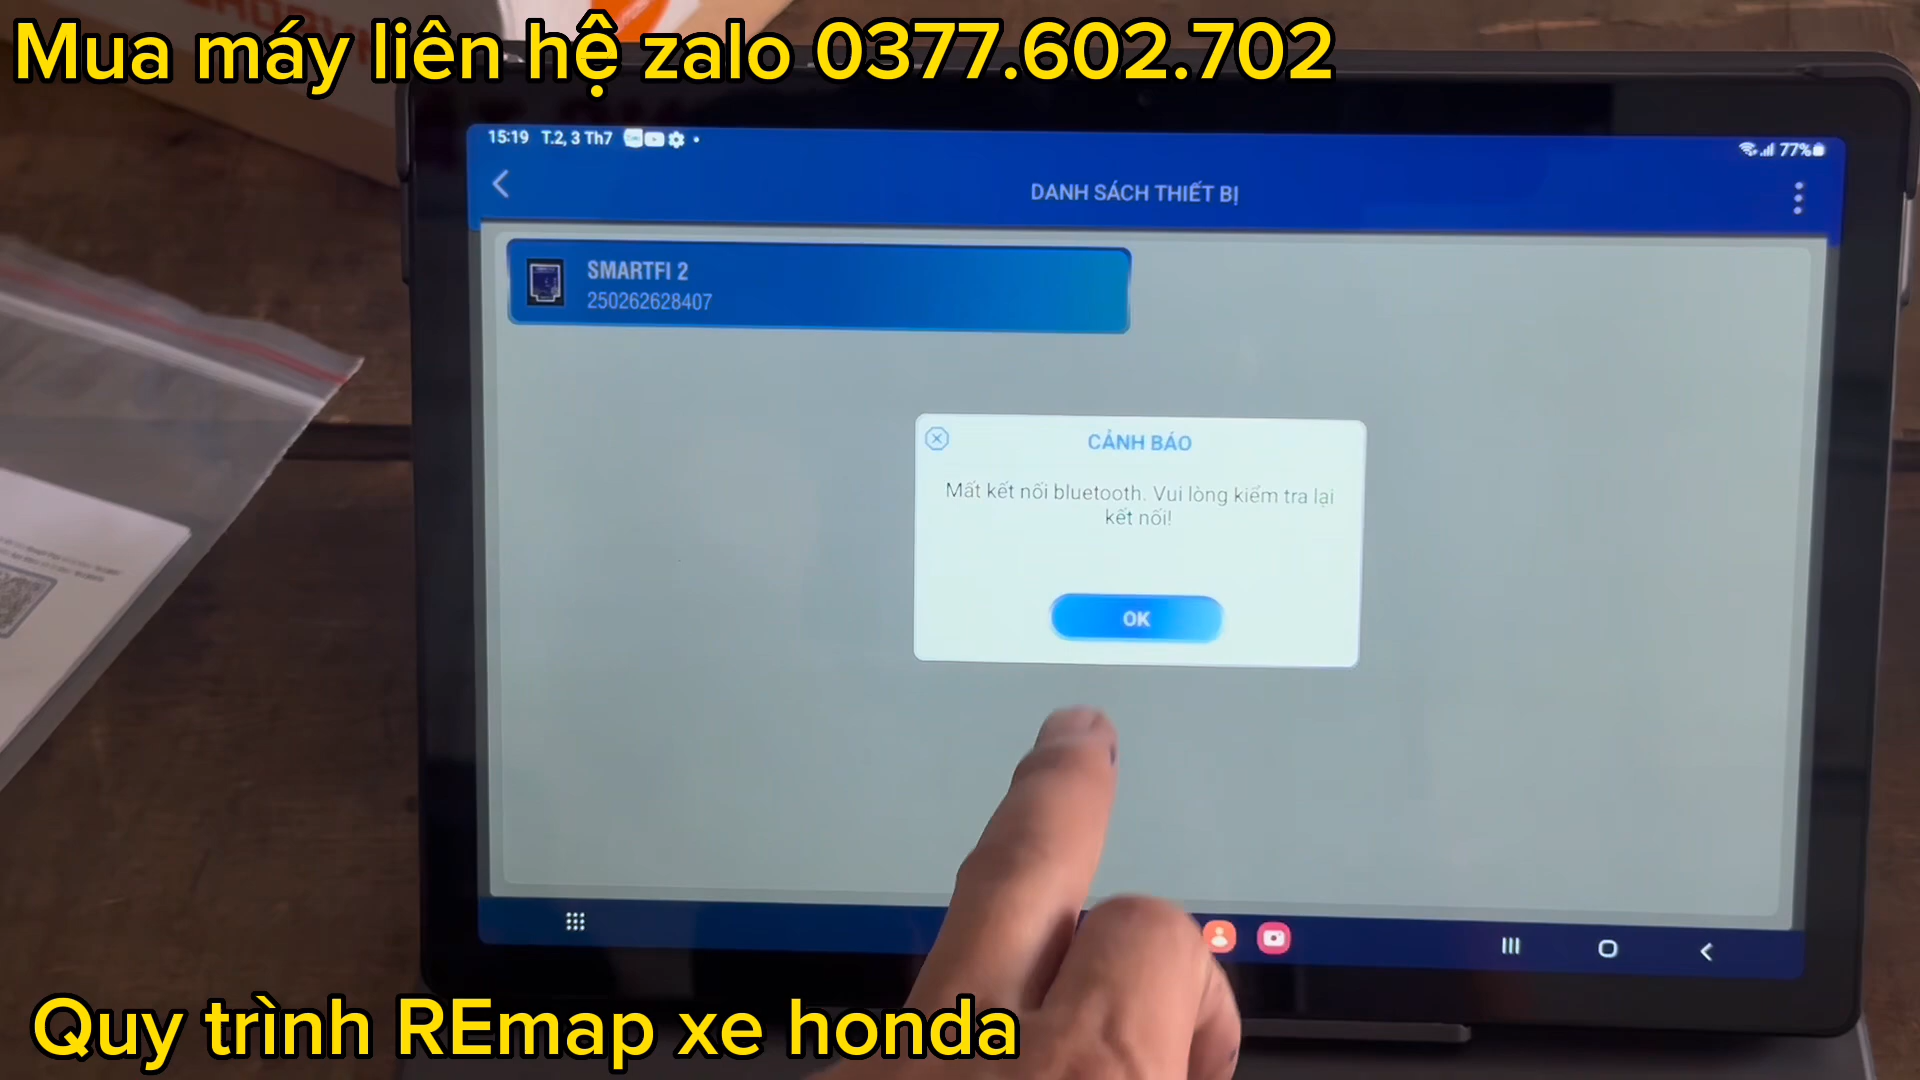 Mua máy liên hệ zalo 0377.602.702
15:19 T.2, 3 Th7
77%
DANH SÁCH THIẾT BỊ
SMARTFI 2
250262628407
CẢNH BÁO
Mất kết nối bluetooth. Vui lòng kiểm tra lại
kết nối!
OK
Quy trình REmap xe honda